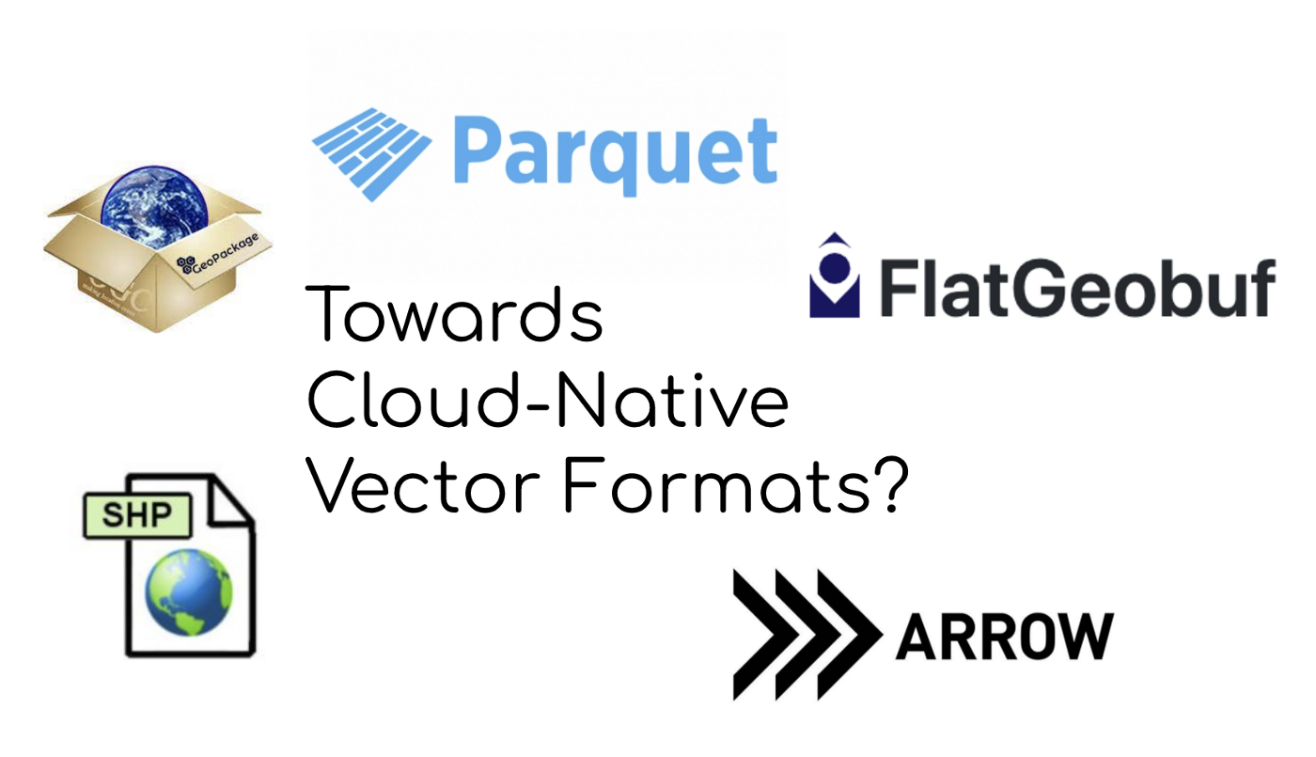 Parquet
GeoPackage
FlatGeobuf
Towards
Cloud-Native
Vector Formats?
SHP
ARROW